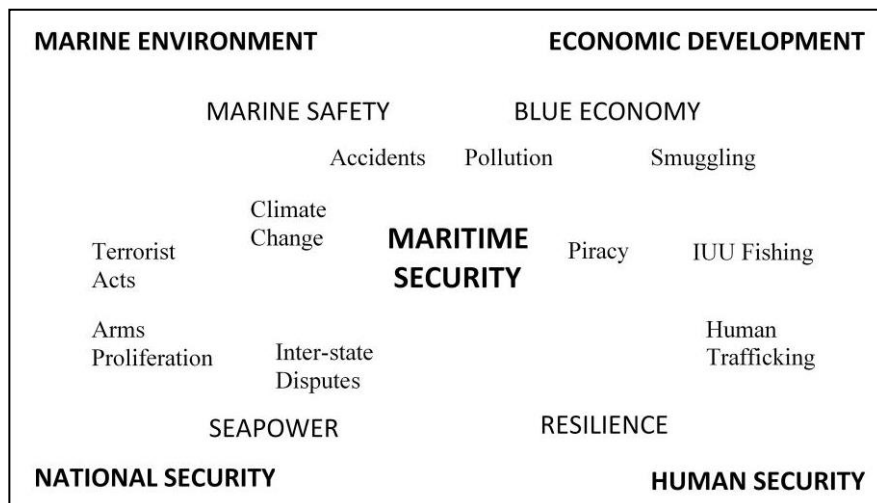 MARINE ENVIRONMENT
ECONOMIC DEVELOPMENT
MARINE SAFETY
BLUE ECONOMY
Accidents
Pollution
Smuggling
Climate
Change
Terrorist
Acts
MARITIME
SECURITY
Piracy
IUU Fishing
Arms
Proliferation
Inter-state
Disputes
Human
Trafficking
SEAPOWER
RESILIENCE
NATIONAL SECURITY
HUMAN SECURITY